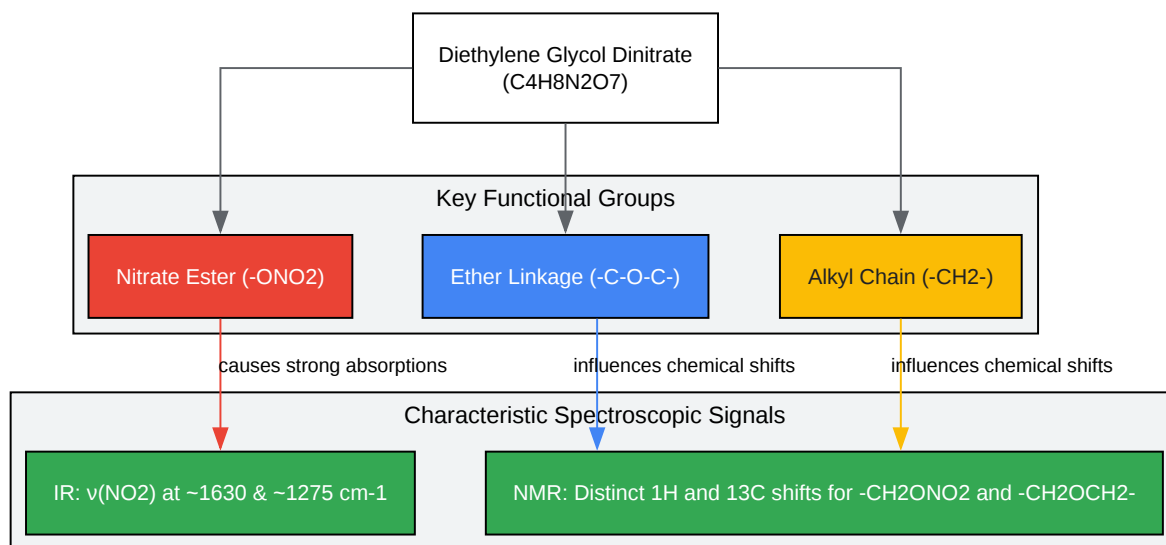 Diethylene Glycol Dinitrate
(C4H8N2O7)
Key Functional Groups
Nitrate Ester (-ONO2)
Ether Linkage (-C-O-C-)
Alkyl Chain (-CH2-)
causes strong absorptions
influences chemical shifts
influences chemical shifts
Characteristic Spectroscopic Signals
IR: ν(NO2) at ~1630 & ~1275 cm-1
NMR: Distinct 1H and 13C shifts for -CH2ONO2 and -CH2OCH2-